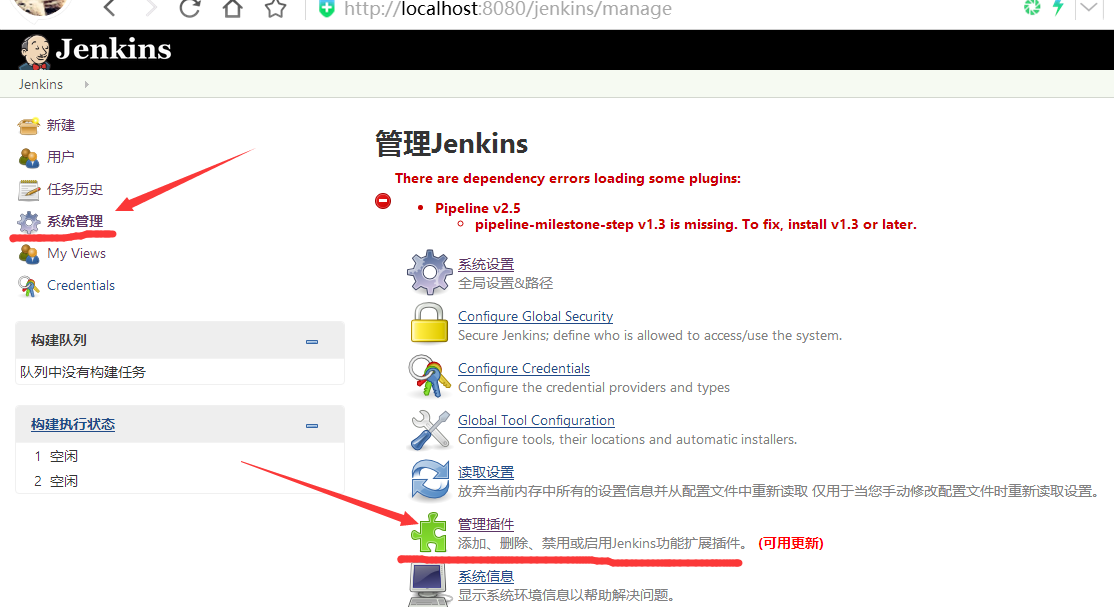 http://localhost:8080/jenkins/manage
Jenkins
Jenkins
新建
用户
任务历史
系统管理
My Views
Credentials
构建队列
队列中没有构建任务
构建执行状态
1 空闲
2 空闲
管理Jenkins
There are dependency errors loading some plugins:
Pipeline v2.5
pipeline-milestone-step v1.3 is missing. To fix, install v1.3 or later.
系统设置
全局设置&路径
Configure Global Security
Secure Jenkins; define who is allowed to access/use the system.
Configure Credentials
Configure the credential providers and types
Global Tool Configuration
Configure tools, their locations and automatic installers.
读取设置
放弃当前内存中所有的设置信息并从配置文件中重新读取 仅用于当您手动修改配置文件时重新读取设置。
管理插件
添加、删除、禁用或启用Jenkins功能扩展插件。 (可用更新)
系统信息
显示系统环境信息以帮助解决问题。